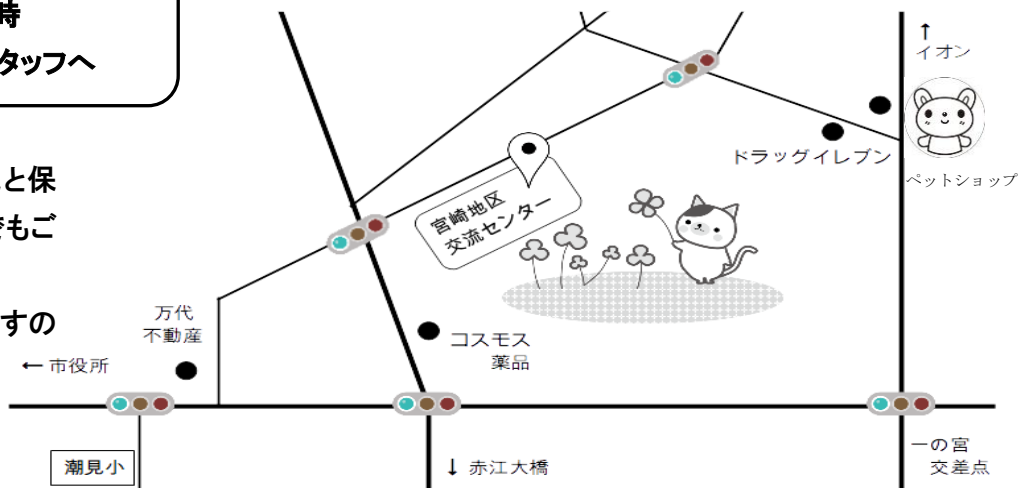 時
タッフへ
と保
でもご
すの
↑
イオン
ドラッグイレブン
ペットショップ
宮崎地区
交流センター
万代
不動産
← 市役所
コスモス
薬品
潮見小
↓ 赤江大橋
一の宮
交差点